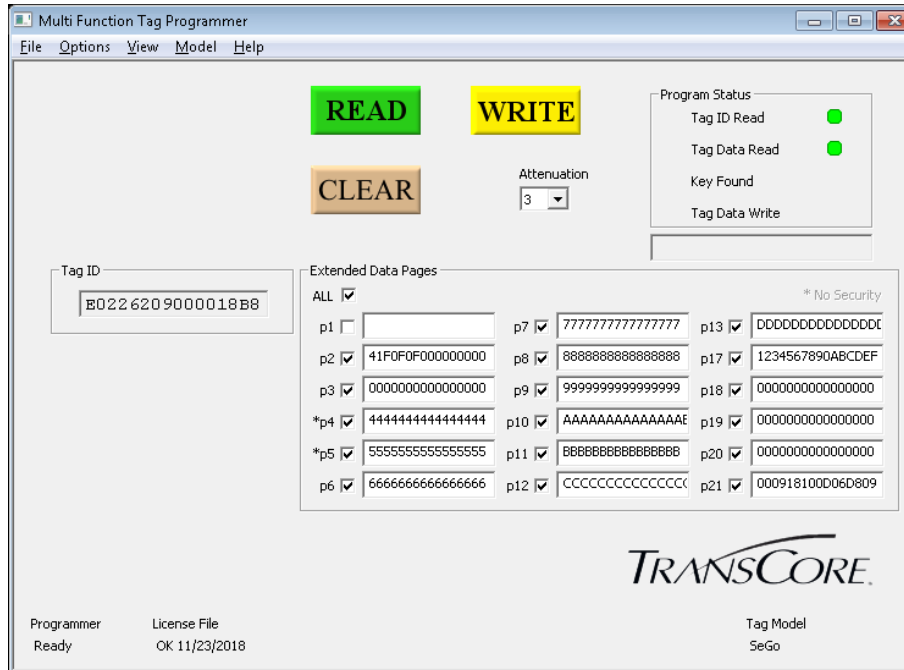 Multi Function Tag Programmer
File Options View Model Help
READ
WRITE
CLEAR
Attenuation
3
Program Status
Tag ID Read
Tag Data Read
Key Found
Tag Data Write
Tag ID
E0226209000018B8
Extended Data Pages
ALL
* No Security
p1
p7 7777777777777777
p13 DDDDDDDDDDDDDDD
p2 41F0F0F000000000
p8 8888888888888888
p17 1234567890ABCDEF
p3 0000000000000000
p9 9999999999999999
p18 0000000000000000
*p4 4444444444444444
p10 AAAAAAAAAAAAAAE
p19 0000000000000000
*p5 5555555555555555
p11 BBBBBBBBBBBBBBBB
p20 0000000000000000
p6 6666666666666666
p12 CCCCCCCCCCCCCCC
p21 000918100D06D809
TRANSCORE.
Programmer
Ready
License File
OK 11/23/2018
Tag Model
SeGo